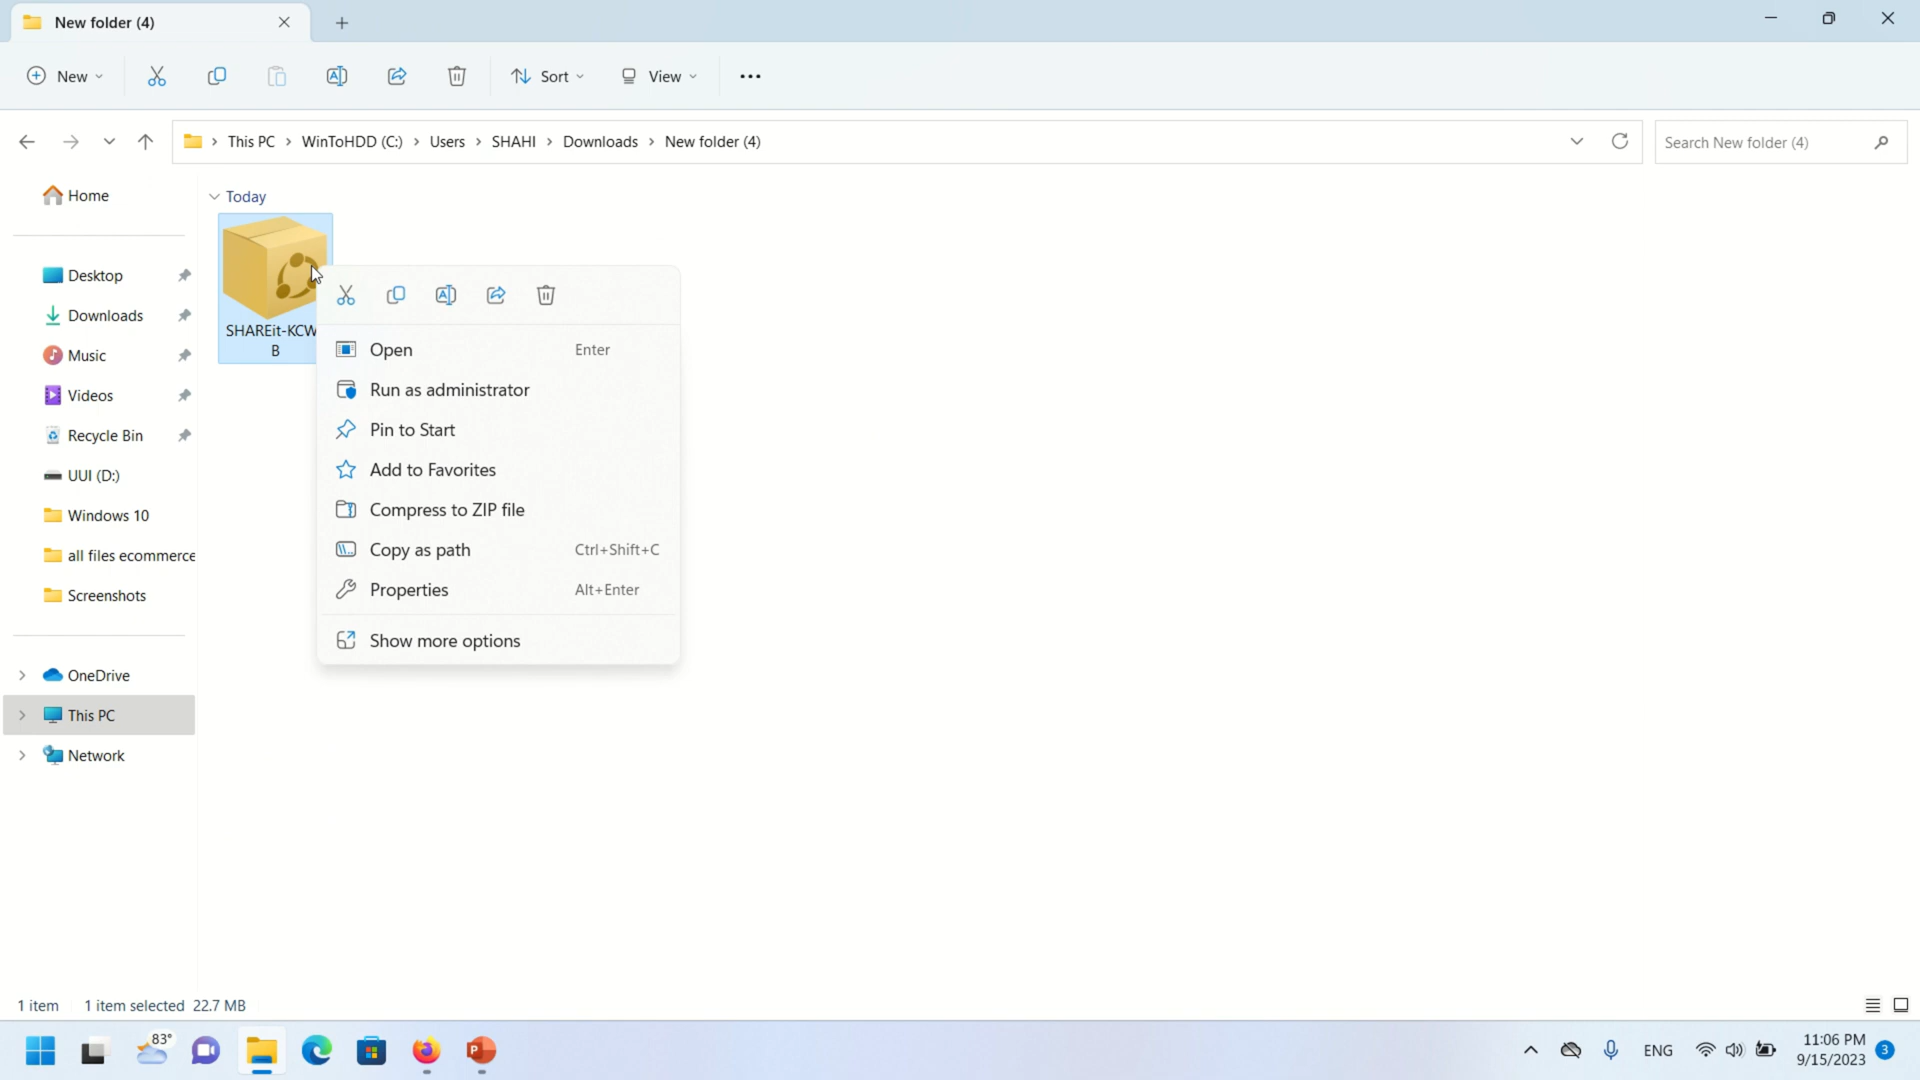 New folder (4)
New
Sort
View
This PC
WinToHDD (C:)
Users
SHAHI
Downloads
New folder (4)
Search New folder (4)
Home
Desktop
Downloads
Music
Videos
Recycle Bin
UUI (D:)
Windows 10
all files ecommerce
Screenshots
OneDrive
This PC
Network
Today
SHAREit-KCW
B
Open Enter
Run as administrator
Pin to Start
Add to Favorites
Compress to ZIP file
Copy as path Ctrl+Shift+C
Properties Alt+Enter
Show more options
1 item 1 item selected 22.7 MB
83°
ENG
11:06 PM
9/15/2023
3